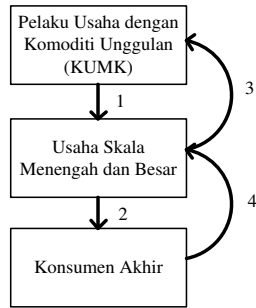 Pelaku Usaha dengan
Komoditi Unggulan
(KUMK)
1
3
Usaha Skala
Menengah dan Besar
2
4
Konsumen Akhir